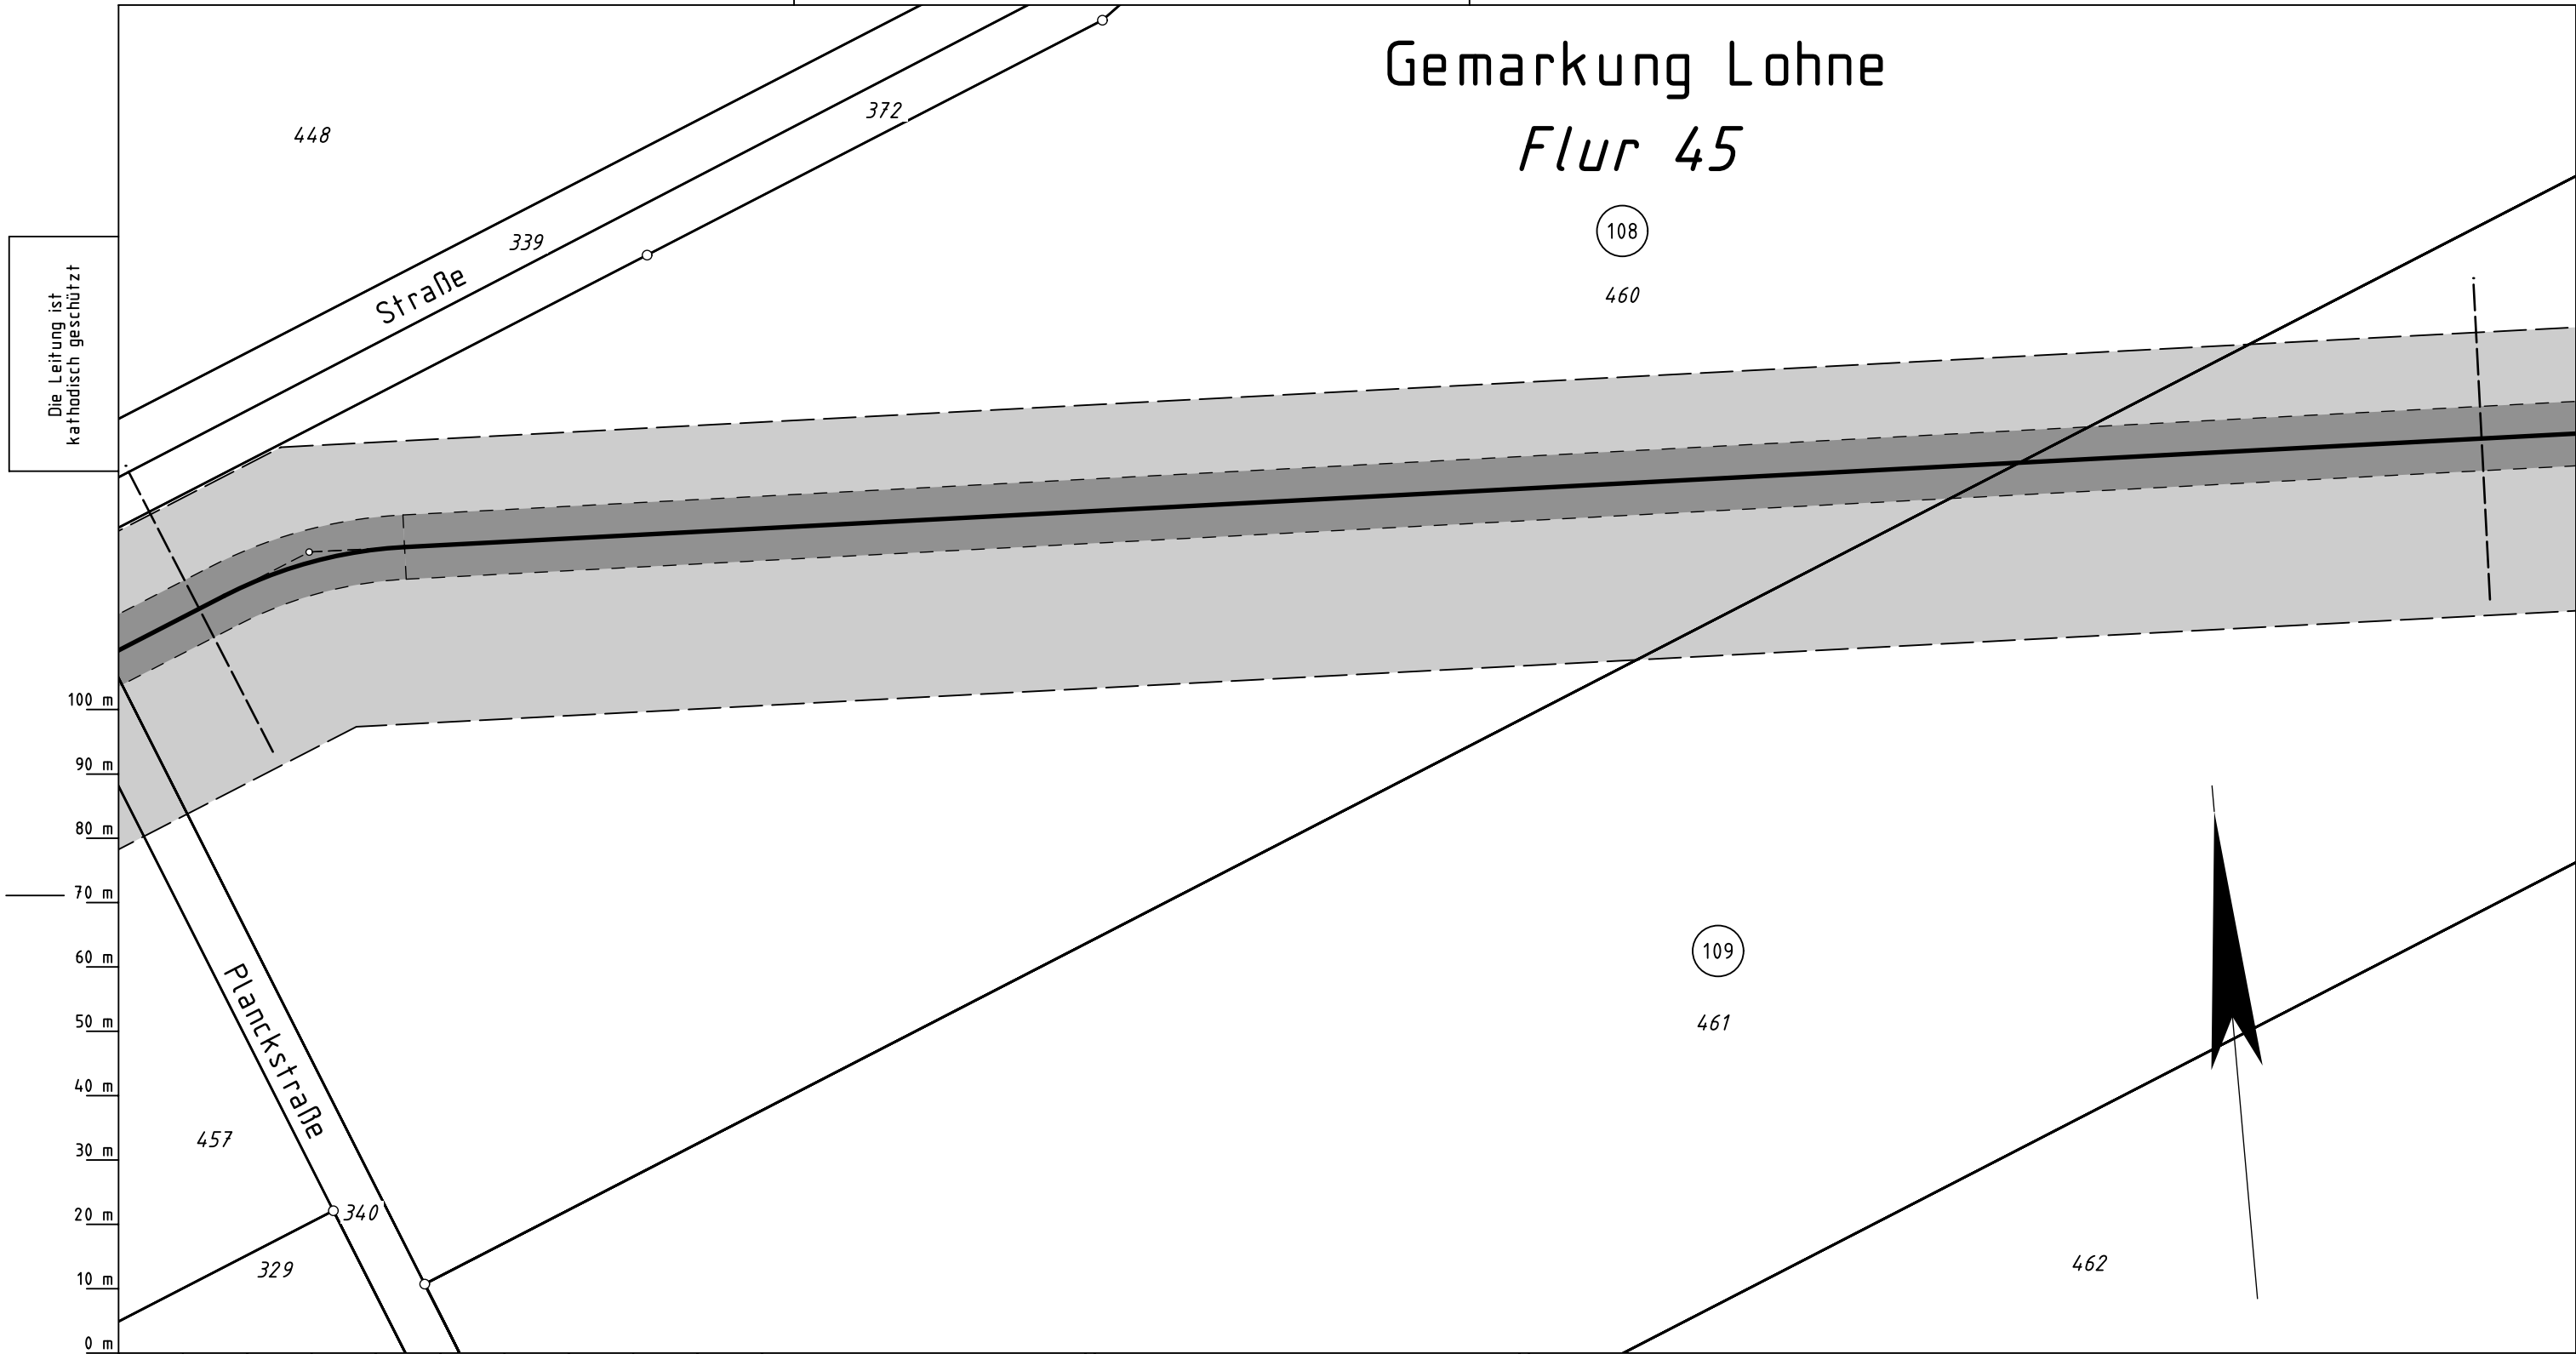 Gemarkung Lohne
Flur 45
448
372
339
Straße
108
460
Die Leitung ist
kathodisch geschützt
100 m
90 m
80 m
70 m
60 m
50 m
40 m
30 m
20 m
10 m
0 m
Planckstraße
109
461
457
340
329
462